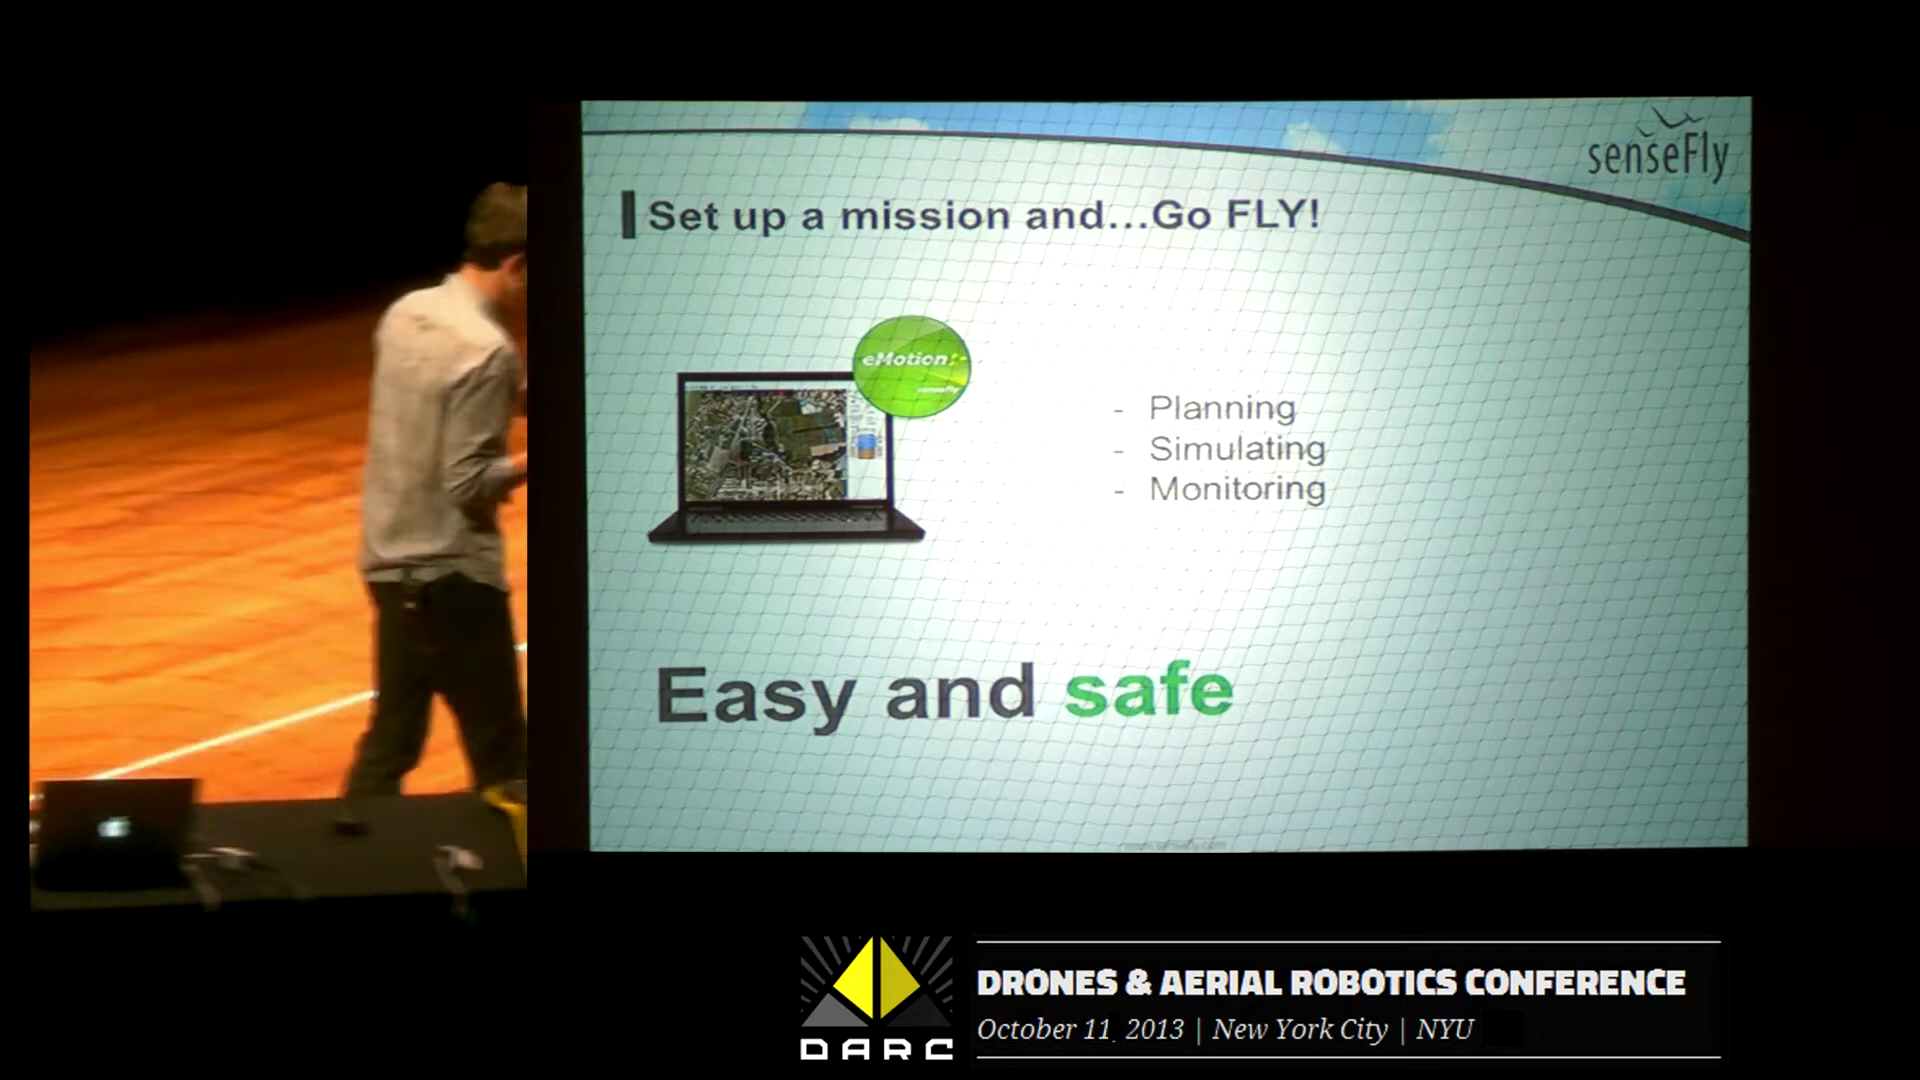 senseFly
Set up a mission and...Go FLY!
eMotion
senseFly
- Planning
- Simulating
- Monitoring
Easy and safe
DRONES & AERIAL ROBOTICS CONFERENCE
October 11, 2013 | New York City | NYU
DARC